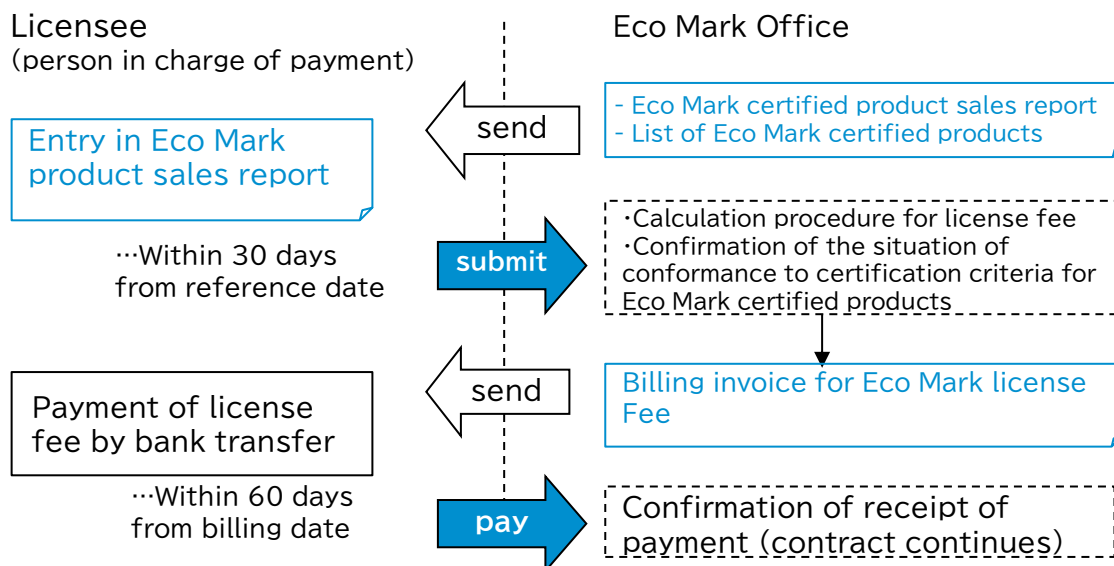 Licensee
(person in charge of payment)
Eco Mark Office
send
- Eco Mark certified product sales report
- List of Eco Mark certified products
Entry in Eco Mark
product sales report
…Within 30 days
from reference date
submit
・Calculation procedure for license fee
・Confirmation of the situation of
conformance to certification criteria for
Eco Mark certified products
send
Billing invoice for Eco Mark license
Fee
Payment of license
fee by bank transfer
…Within 60 days
from billing date
pay
Confirmation of receipt of
payment (contract continues)